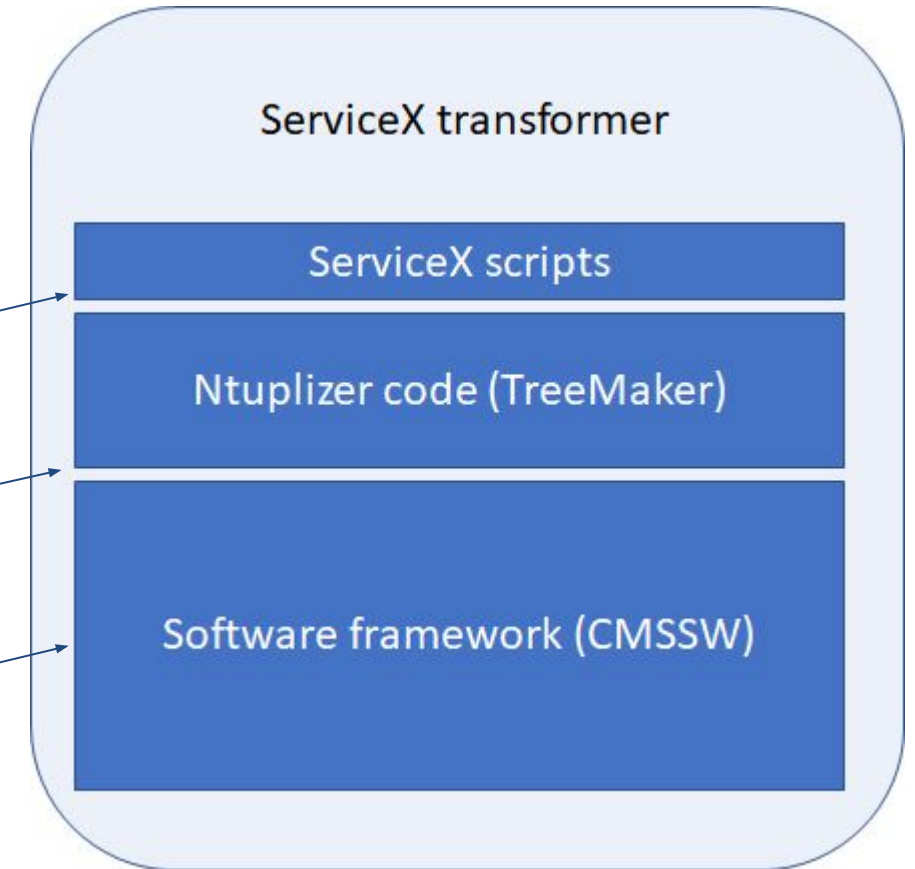 ServiceX transformer
ServiceX scripts
Ntuplizer code (TreeMaker)
Software framework (CMSSW)